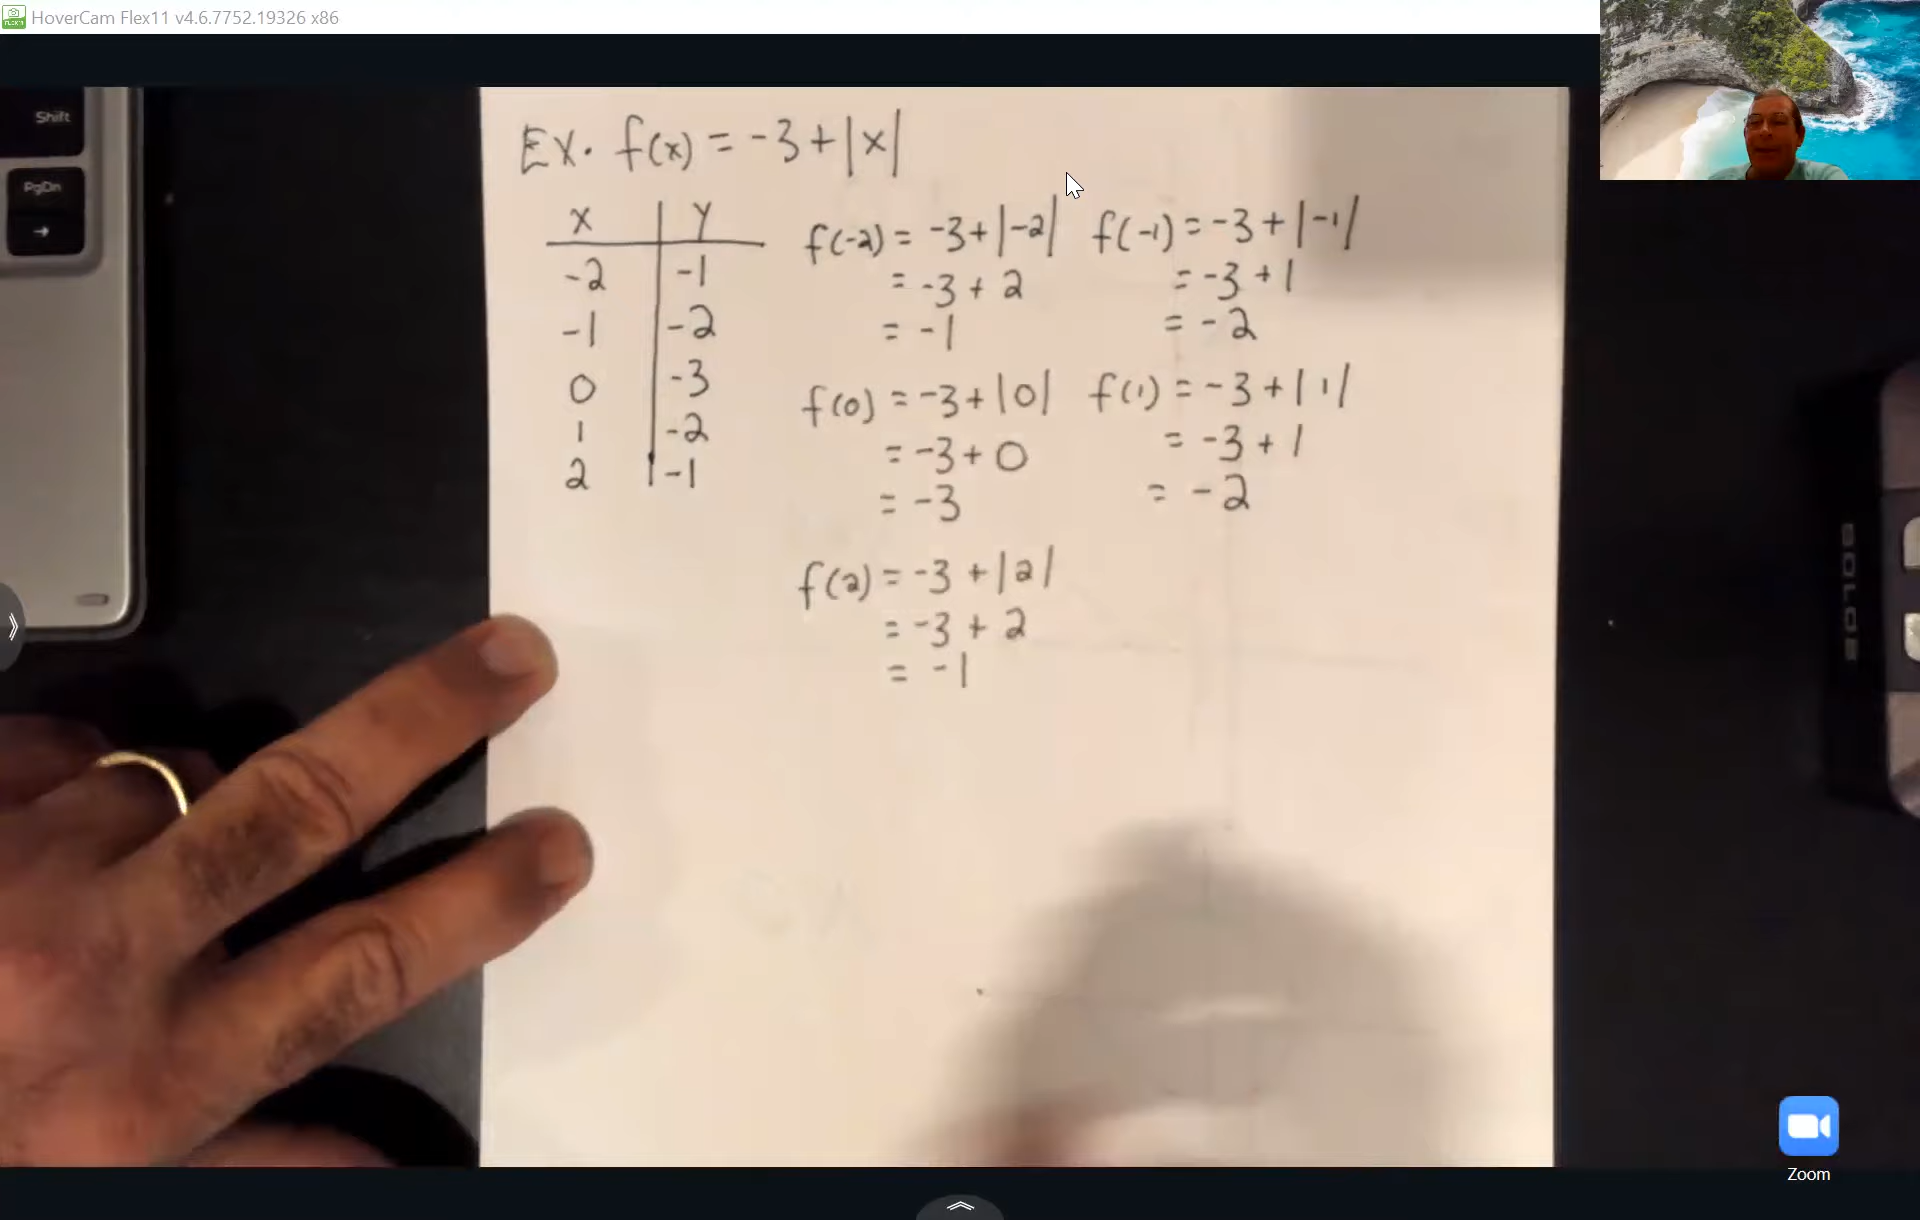 HoverCam Flex11 v4.6.7752.19326 x86
Shift
PgDn
→
EX. f(x) = -3+|x|
x | y
-2 | -1
-1 | -2
0 | -3
1 | -2
2 | -1
f(-2) = -3+|-2|
= -3 + 2
= -1
f(-1) = -3+|-1|
= -3 + 1
= -2
f(0) = -3+|0|
= -3+0
= -3
f(1) = -3+|1|
= -3 + 1
= -2
f(2) = -3 +|2|
= -3 + 2
= -1
Zoom